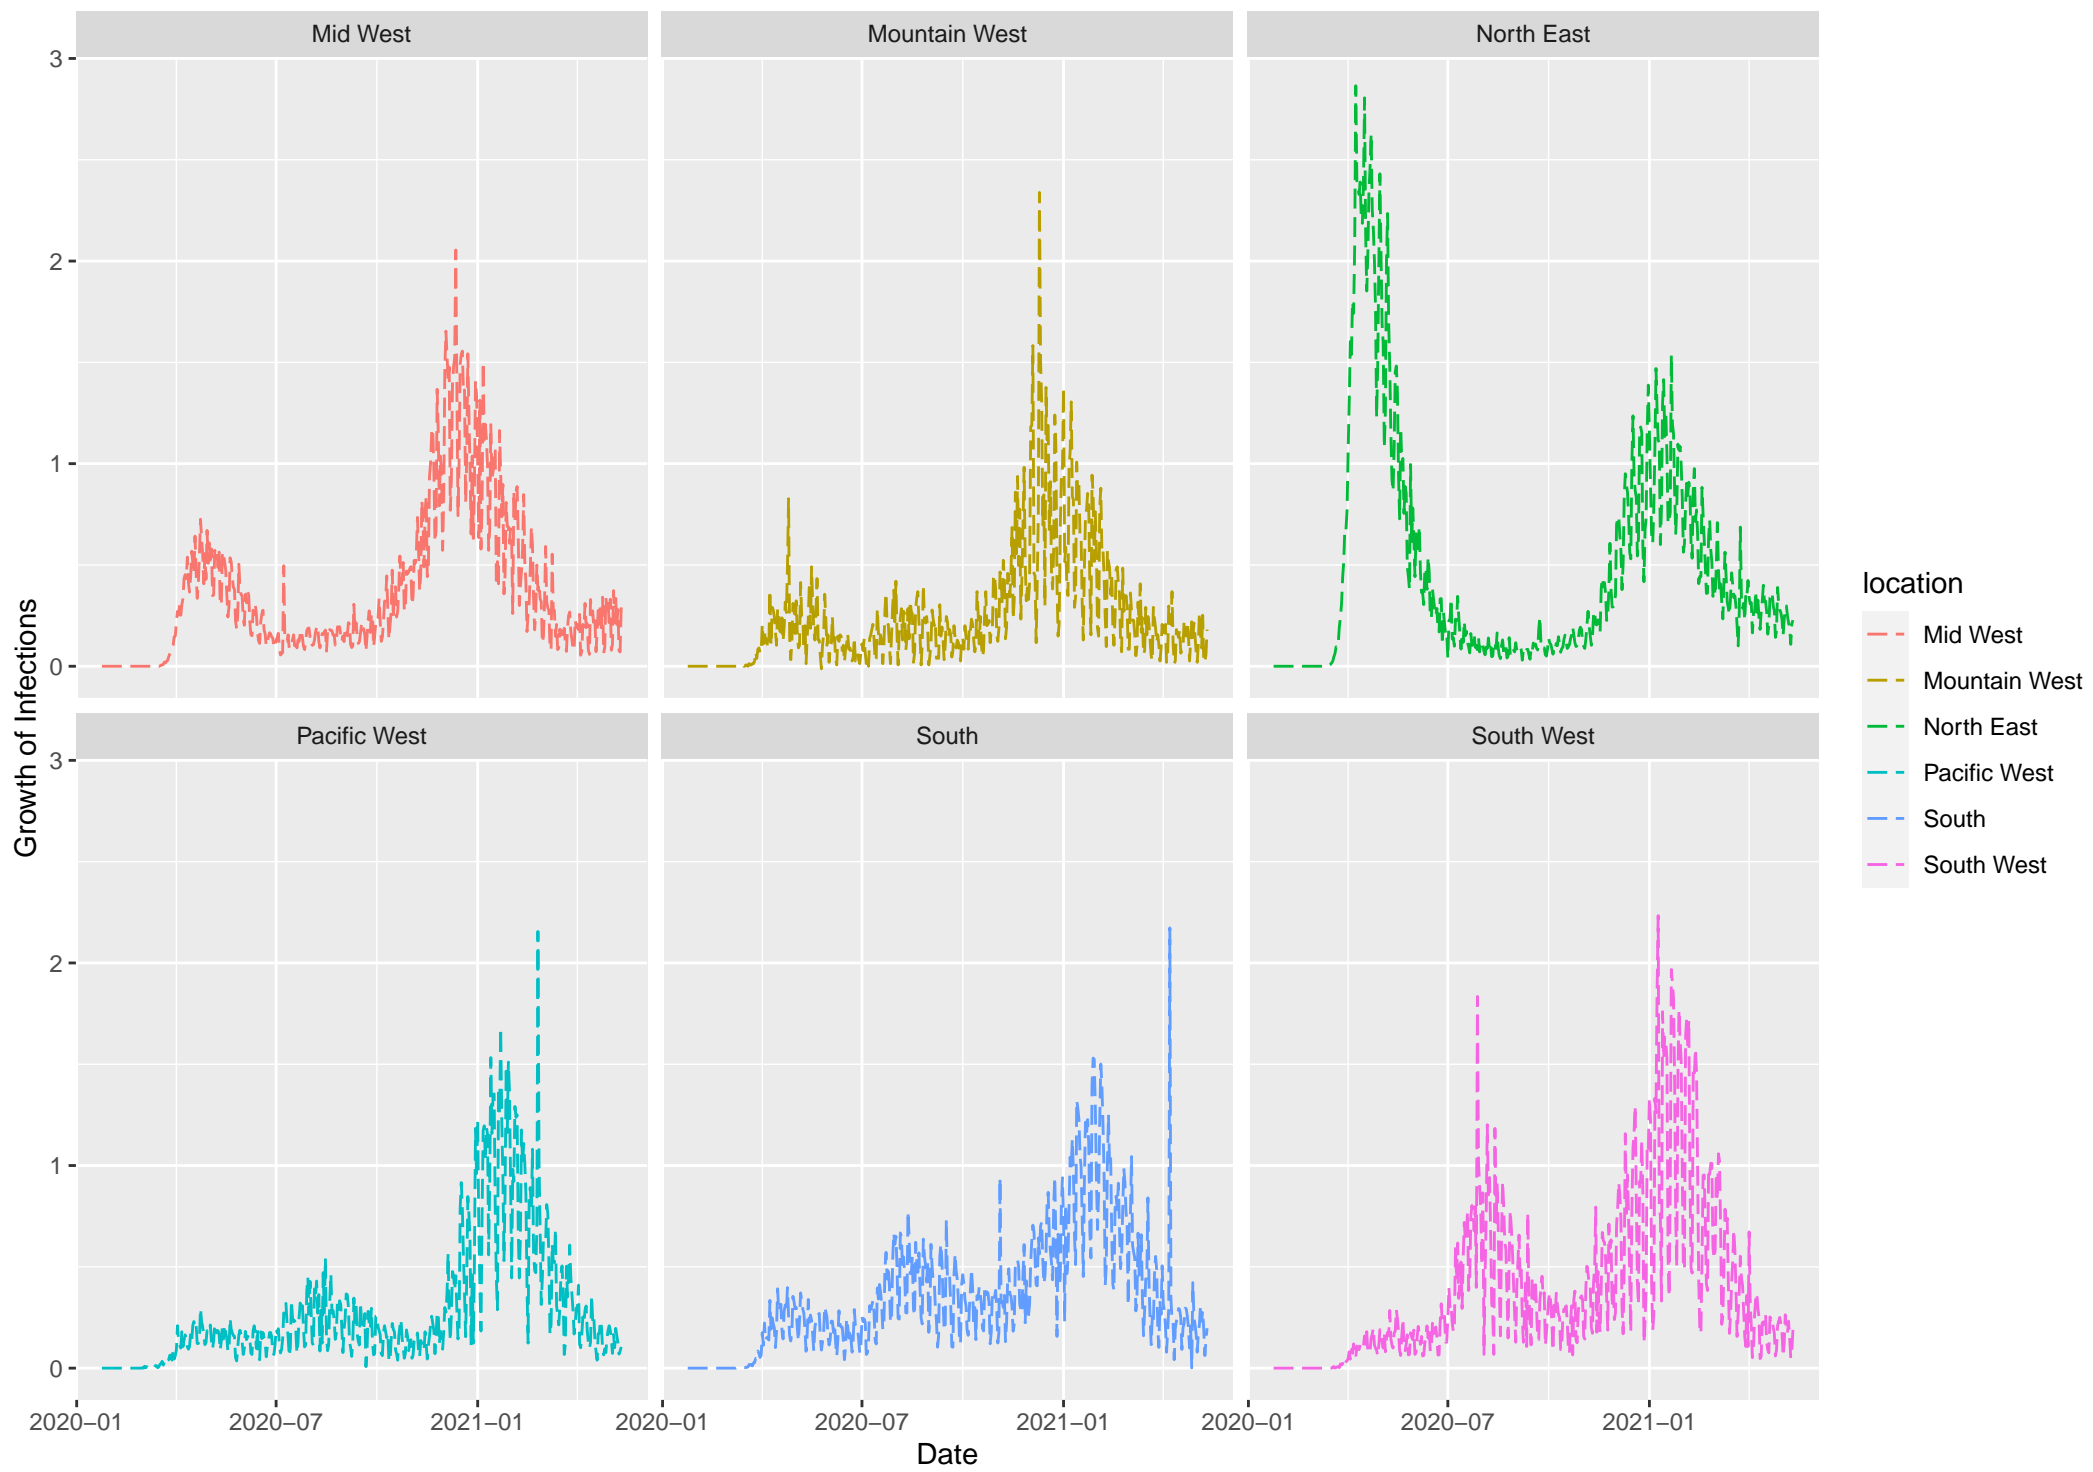 Mid West
Mountain West
North East
3
2
1
0
Pacific West
South
South West
3
2
1
0
Growth of Infections
2020–01
2020–07
2021–01
2020–01
2020–07
2021–01
2020–01
2020–07
2021–01
Date
location
Mid West
Mountain West
North East
Pacific West
South
South West